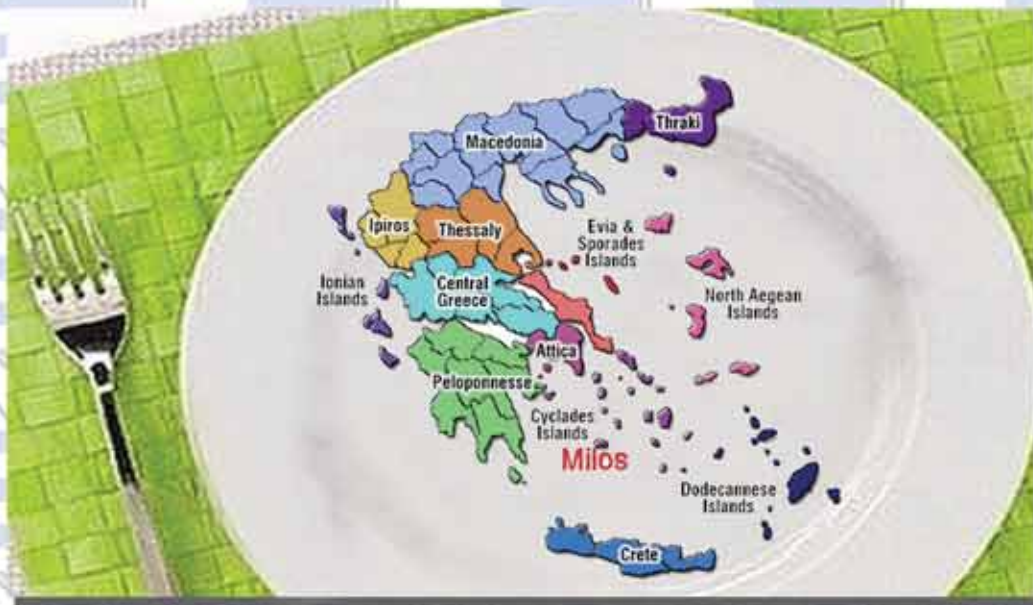 Thraki
Macedonia
Ipiros
Thessaly
Evia &
Sporades
Islands
Ionian
Islands
Central
Greece
North Aegean
Islands
Attica
Peloponnesse
Cyclades
Islands
Milos
Dodecannese
Islands
Crete